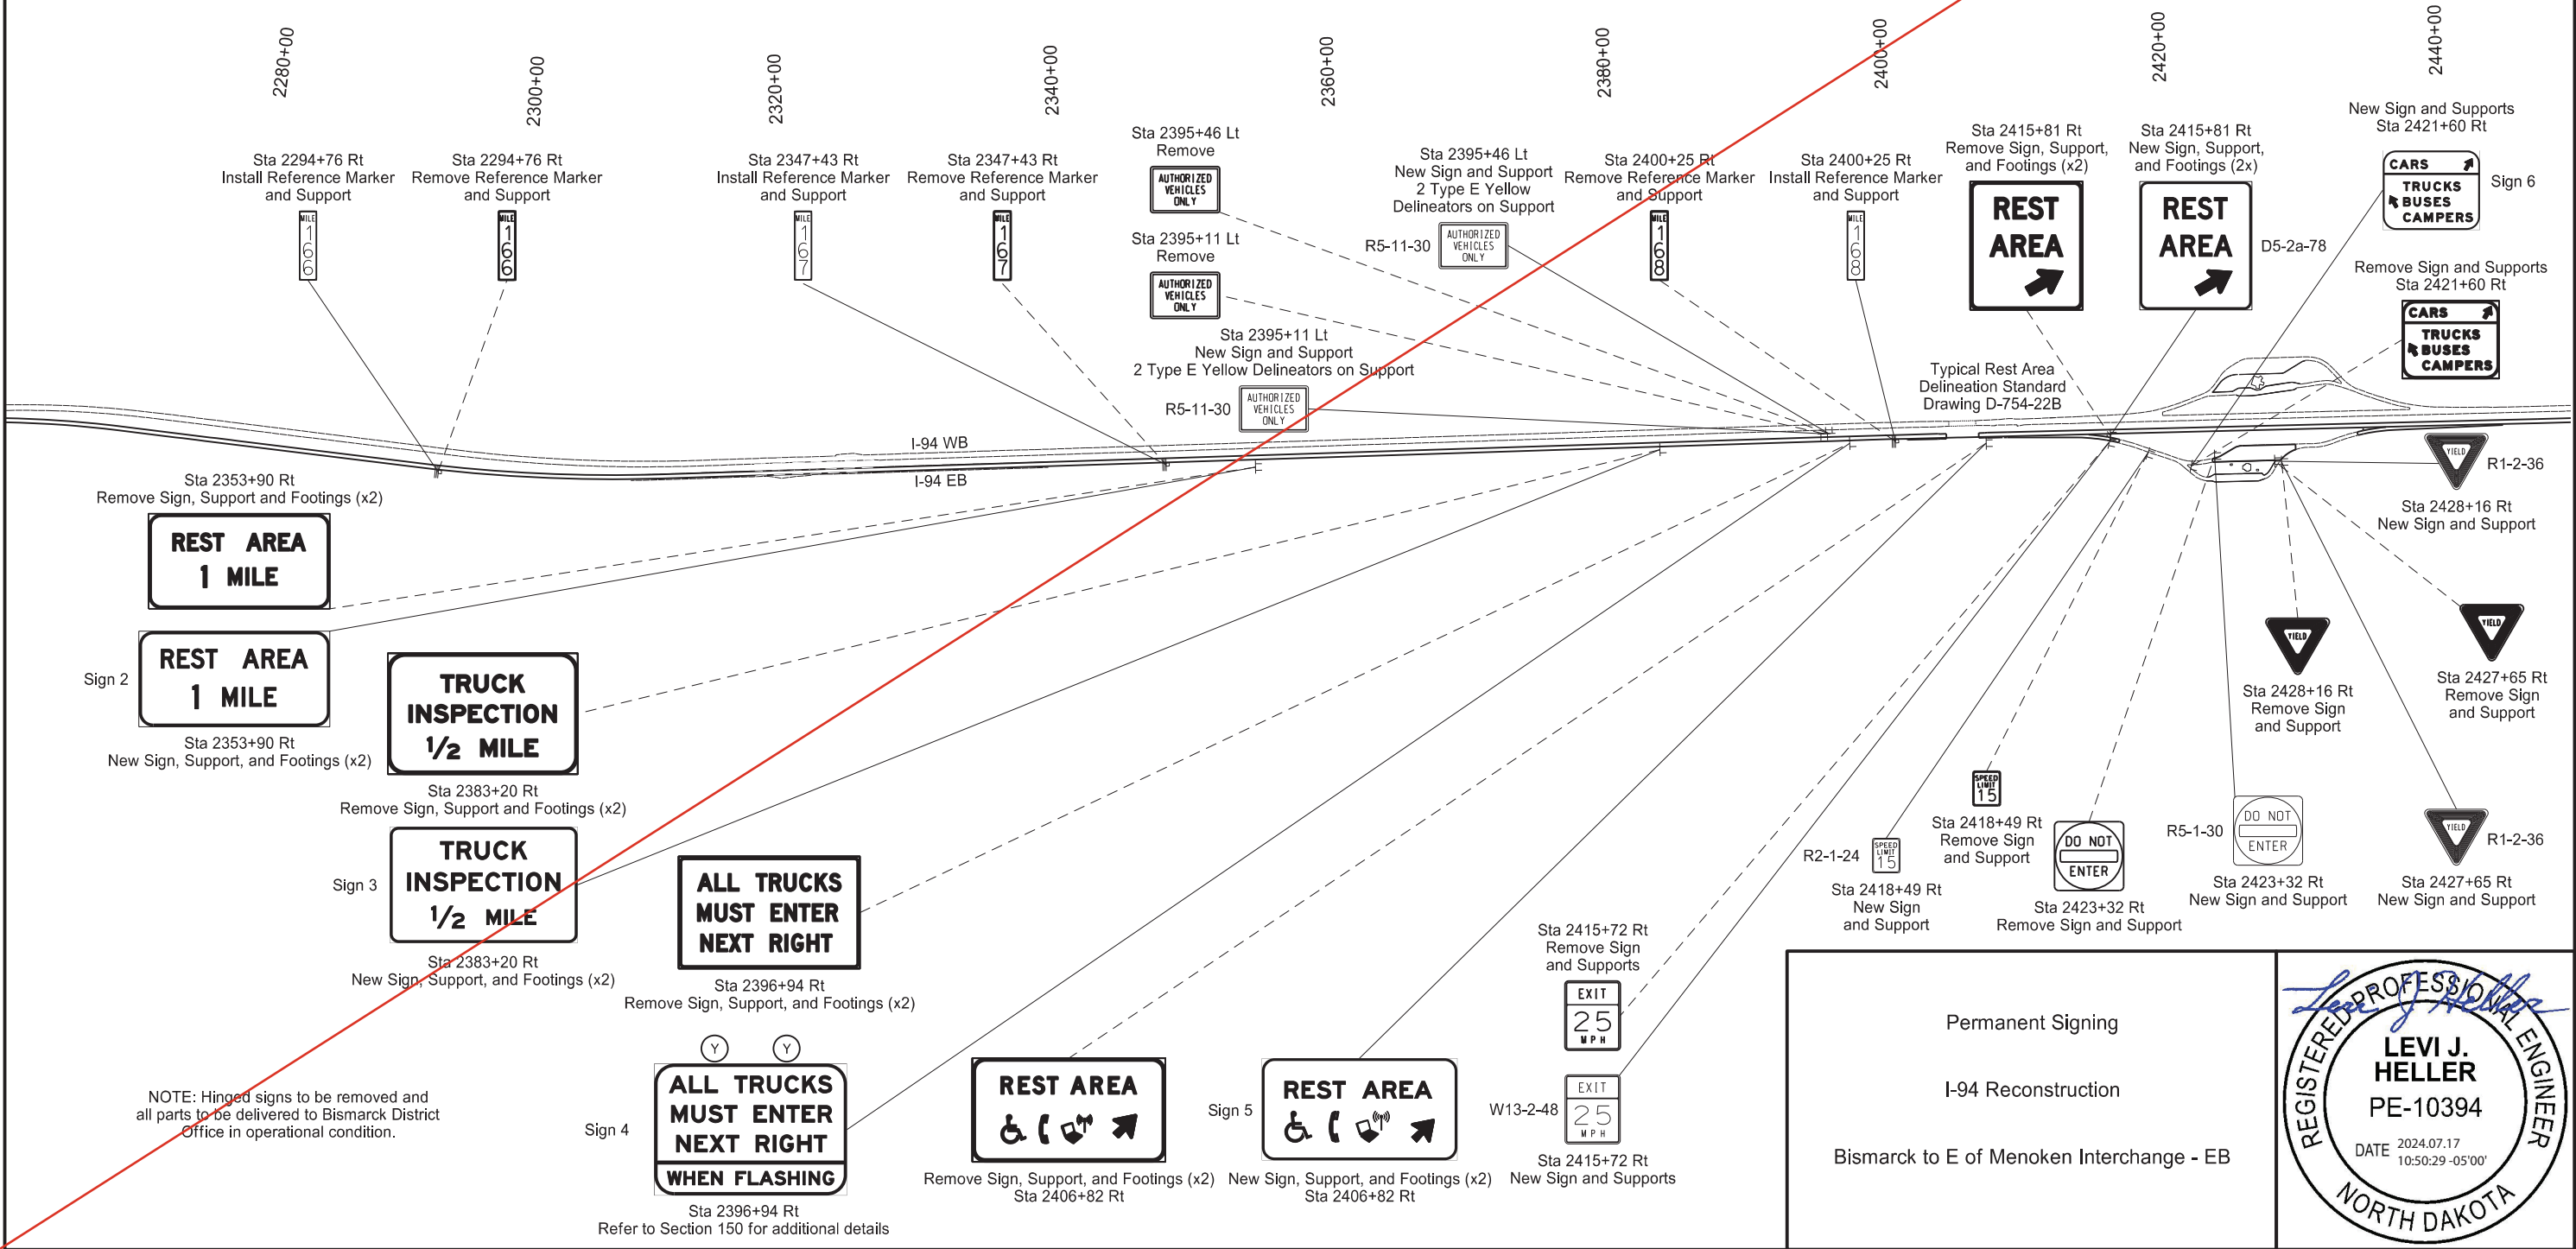 2280+00
2300+00
2320+00
2340+00
2360+00
2380+00
2400+00
2420+00
2440+00
Sta 2294+76 Rt
Install Reference Marker
and Support
MILE
166
Sta 2294+76 Rt
Remove Reference Marker
and Support
MILE
166
Sta 2347+43 Rt
Install Reference Marker
and Support
MILE
167
Sta 2347+43 Rt
Remove Reference Marker
and Support
MILE
167
Sta 2395+46 Lt
Remove
AUTHORIZED
VEHICLES
ONLY
Sta 2395+11 Lt
Remove
AUTHORIZED
VEHICLES
ONLY
Sta 2395+11 Lt
New Sign and Support
2 Type E Yellow Delineators on Support
R5-11-30
AUTHORIZED
VEHICLES
ONLY
Sta 2395+46 Lt
New Sign and Support
2 Type E Yellow
Delineators on Support
R5-11-30
AUTHORIZED
VEHICLES
ONLY
Sta 2400+25 Rt
Remove Reference Marker
and Support
MILE
168
Sta 2400+25 Rt
Install Reference Marker
and Support
MILE
168
Sta 2415+81 Rt
Remove Sign, Support,
and Footings (x2)
REST
AREA
Sta 2415+81 Rt
New Sign, Support,
and Footings (2x)
REST
AREA
D5-2a-78
New Sign and Supports
Sta 2421+60 Rt
CARS
TRUCKS
BUSES
CAMPERS
Sign 6
Remove Sign and Supports
Sta 2421+60 Rt
CARS
TRUCKS
BUSES
CAMPERS
Typical Rest Area
Delineation Standard
Drawing D-754-22B
I-94 WB
I-94 EB
YIELD
R1-2-36
Sta 2428+16 Rt
New Sign and Support
Sta 2353+90 Rt
Remove Sign, Support and Footings (x2)
REST AREA
1 MILE
Sign 2
REST AREA
1 MILE
Sta 2353+90 Rt
New Sign, Support, and Footings (x2)
TRUCK
INSPECTION
1/2 MILE
Sta 2383+20 Rt
Remove Sign, Support and Footings (x2)
Sign 3
TRUCK
INSPECTION
1/2 MILE
Sta 2383+20 Rt
New Sign, Support, and Footings (x2)
ALL TRUCKS
MUST ENTER
NEXT RIGHT
Sta 2396+94 Rt
Remove Sign, Support, and Footings (x2)
Y Y
Sign 4
ALL TRUCKS
MUST ENTER
NEXT RIGHT
WHEN FLASHING
Sta 2396+94 Rt
Refer to Section 150 for additional details
REST AREA
Remove Sign, Support, and Footings (x2)
Sta 2406+82 Rt
Sign 5
REST AREA
New Sign, Support, and Footings (x2)
Sta 2406+82 Rt
Sta 2415+72 Rt
Remove Sign
and Supports
EXIT
25
MPH
W13-2-48
EXIT
25
MPH
Sta 2415+72 Rt
New Sign and Supports
R2-1-24
SPEED
LIMIT
15
Sta 2418+49 Rt
New Sign
and Support
SPEED
LIMIT
15
Sta 2418+49 Rt
Remove Sign
and Support
DO NOT
ENTER
Sta 2423+32 Rt
Remove Sign and Support
R5-1-30
DO NOT
ENTER
Sta 2423+32 Rt
New Sign and Support
YIELD
Sta 2428+16 Rt
Remove Sign
and Support
YIELD
Sta 2427+65 Rt
Remove Sign
and Support
YIELD
R1-2-36
Sta 2427+65 Rt
New Sign and Support
NOTE: Hinged signs to be removed and
all parts to be delivered to Bismarck District
Office in operational condition.
Permanent Signing
I-94 Reconstruction
Bismarck to E of Menoken Interchange - EB
Levi J Heller
REGISTERED PROFESSIONAL ENGINEER
LEVI J.
HELLER
PE-10394
DATE 2024.07.17
10:50:29 -05'00'
NORTH DAKOTA